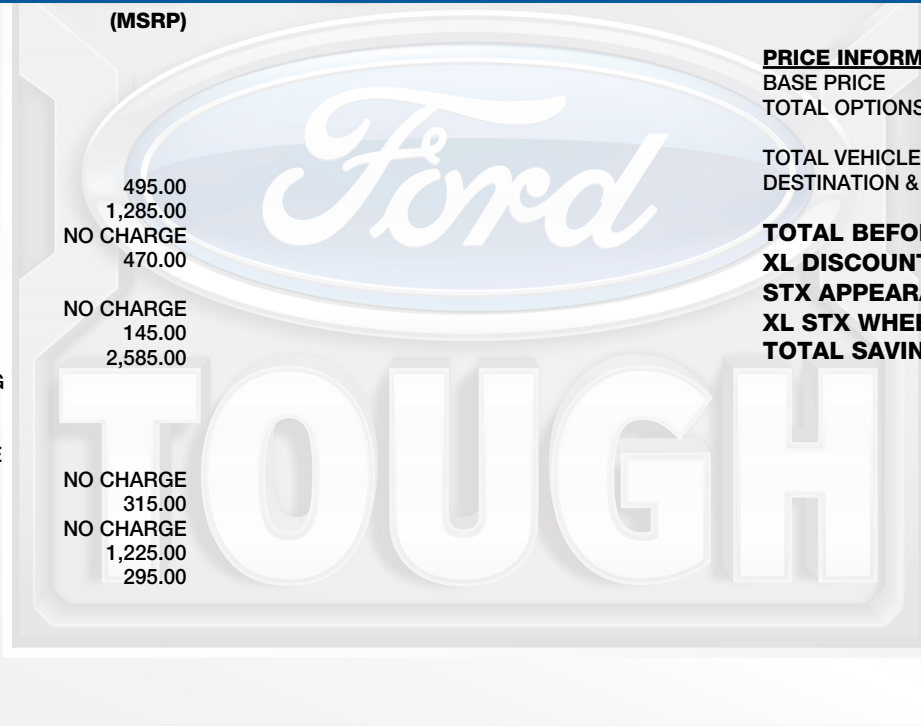 (MSRP)
495.00
1,285.00
NO CHARGE
470.00
NO CHARGE
145.00
2,585.00
NO CHARGE
315.00
NO CHARGE
1,225.00
295.00
PRICE INFORM
BASE PRICE
TOTAL OPTIONS
TOTAL VEHICLE
DESTINATION &
TOTAL BEFO
XL DISCOUNT
STX APPEAR
XL STX WHE
TOTAL SAVIN
Ford
TOUGH